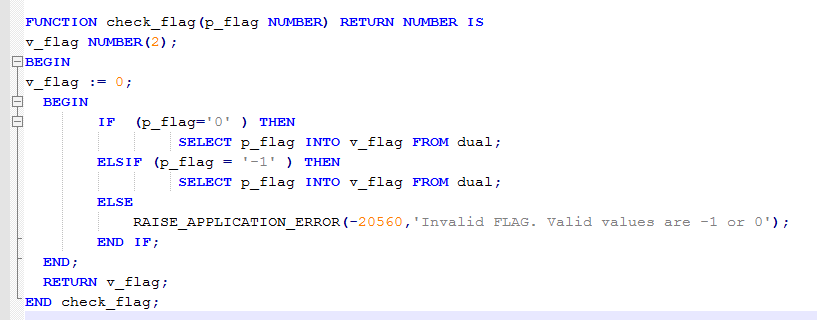 FUNCTION check_flag(p_flag NUMBER) RETURN NUMBER IS
v_flag NUMBER(2);
BEGIN
v_flag := 0;
BEGIN
IF (p_flag='0' ) THEN
SELECT p_flag INTO v_flag FROM dual;
ELSIF (p_flag = '-1' ) THEN
SELECT p_flag INTO v_flag FROM dual;
ELSE
RAISE_APPLICATION_ERROR(-20560,'Invalid FLAG. Valid values are -1 or 0');
END IF;
END;
RETURN v_flag;
END check_flag;